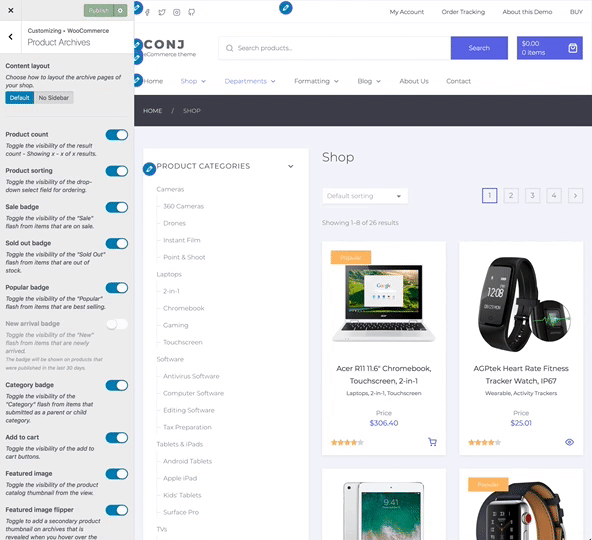 Publish
Customizing • WooCommerce
Product Archives
Content layout
Choose how to layout the archive pages of
your shop.
Default
No Sidebar
Product count
Toggle the visibility of the result
count - Showing x – x of x results.
Product sorting
Toggle the visibility of the drop-
down select field for ordering.
Sale badge
Toggle the visibility of the "Sale"
flash from items that are on sale.
Sold out badge
Toggle the visibility of the "Sold Out"
flash from items that are out of
stock.
Popular badge
Toggle the visibility of the "Popular"
flash from items that are best selling.
New arrival badge
Toggle the visibility of the "New"
flash from items that are newly
arrived.
The badge will be shown on products that
were published in the last 30 days.
Category badge
Toggle the visibility of the
"Category" flash from items that
submitted as a parent or child
category.
Add to cart
Toggle the visibility of the add to
cart buttons.
Featured image
Toggle the visibility of the product
catalog thumbnail from the view.
Featured image flipper
Toggle to add a secondary product
thumbnail on archives that is
revealed when you hover over the
My Account
Order Tracking
About this Demo
BUY
CONJ
eCommerce theme
Search products...
Search
$0.00
0 items
Home
Shop
Departments
Formatting
Blog
About Us
Contact
HOME / SHOP
PRODUCT CATEGORIES
Cameras
360 Cameras
Drones
Instant Film
Point & Shoot
Laptops
2-in-1
Chromebook
Gaming
Touchscreen
Software
Antivirus Software
Computer Software
Editing Software
Tax Preparation
Tablets & iPads
Android Tablets
Apple iPad
Kids' Tablets
Surface Pro
TVs
Shop
Default sorting
1 2 3 4
Showing 1–8 of 26 results
Popular
Google
Acer R11 11.6" Chromebook,
Touchscreen, 2-in-1
Laptops, 2-in-1, Touchscreen
Price
$306.40
AGPtek Heart Rate Fitness
Tracker Watch, IP67
Wearable, Activity Trackers
Price
$25.01
9:41
Popular